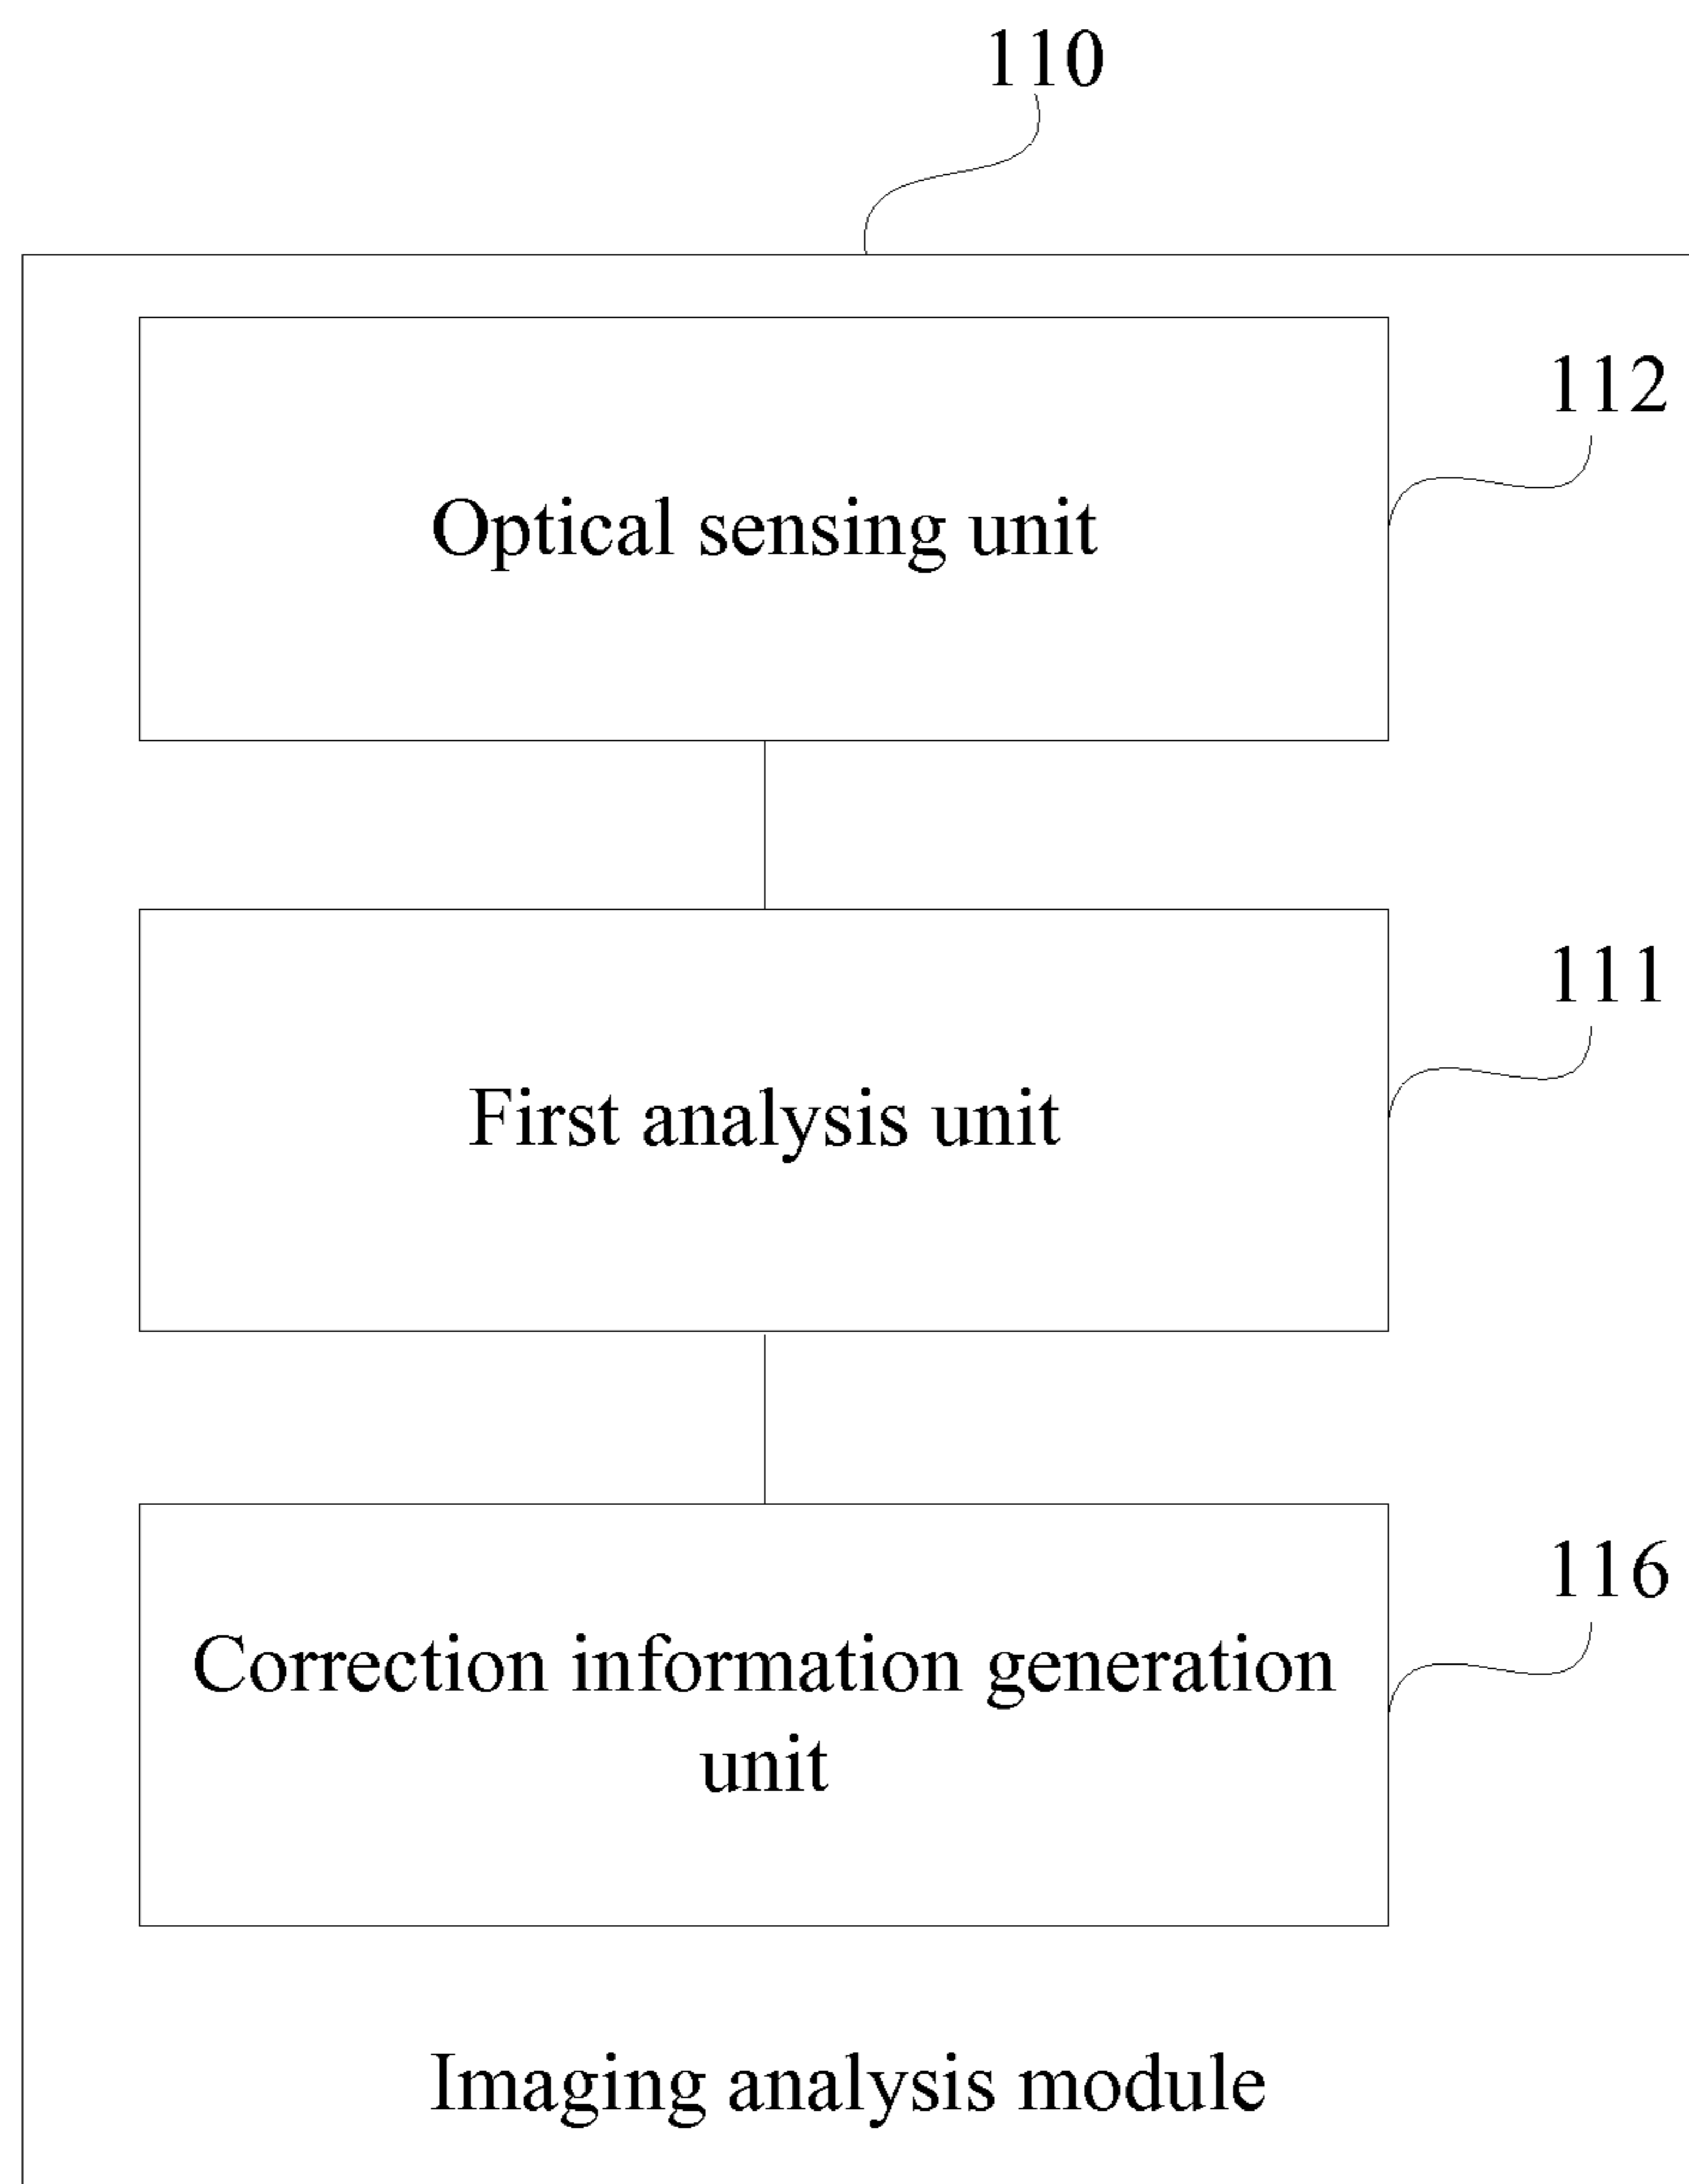 110
112
Optical sensing unit
111
First analysis unit
116
Correction information generation
unit
Imaging analysis module